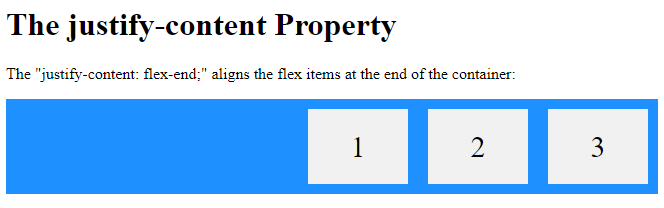 The justify-content Property
The "justify-content: flex-end;" aligns the flex items at the end of the container:
1 2 3